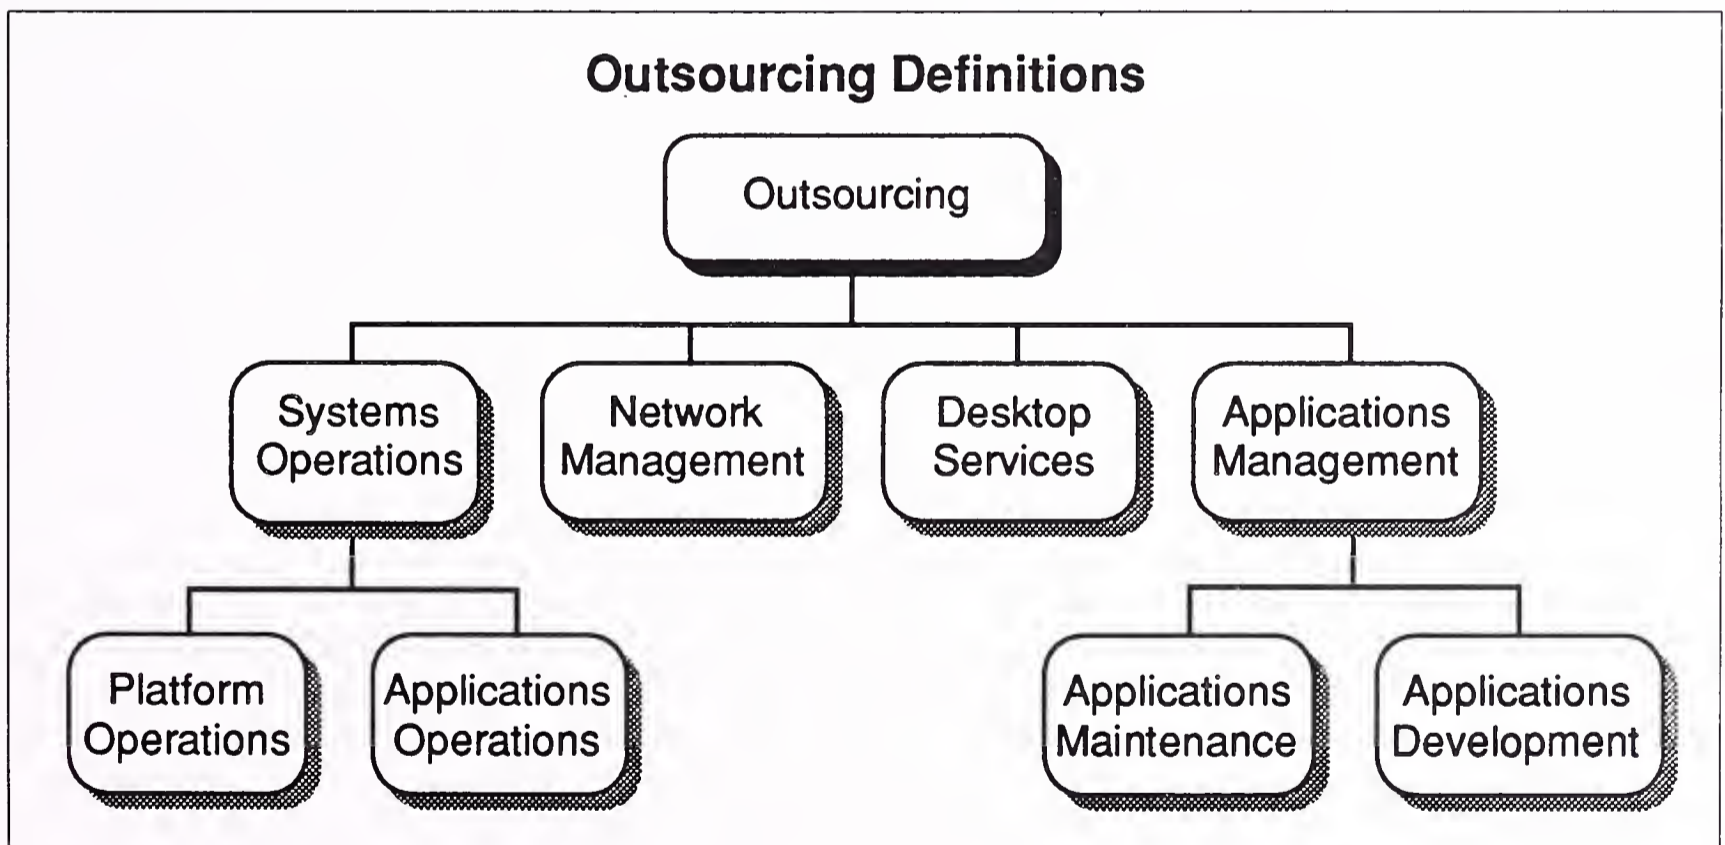 Outsourcing Definitions
Outsourcing
Systems
Operations
Network
Management
Desktop
Services
Applications
Management
Platform
Operations
Applications
Operations
Applications
Maintenance
Applications
Development